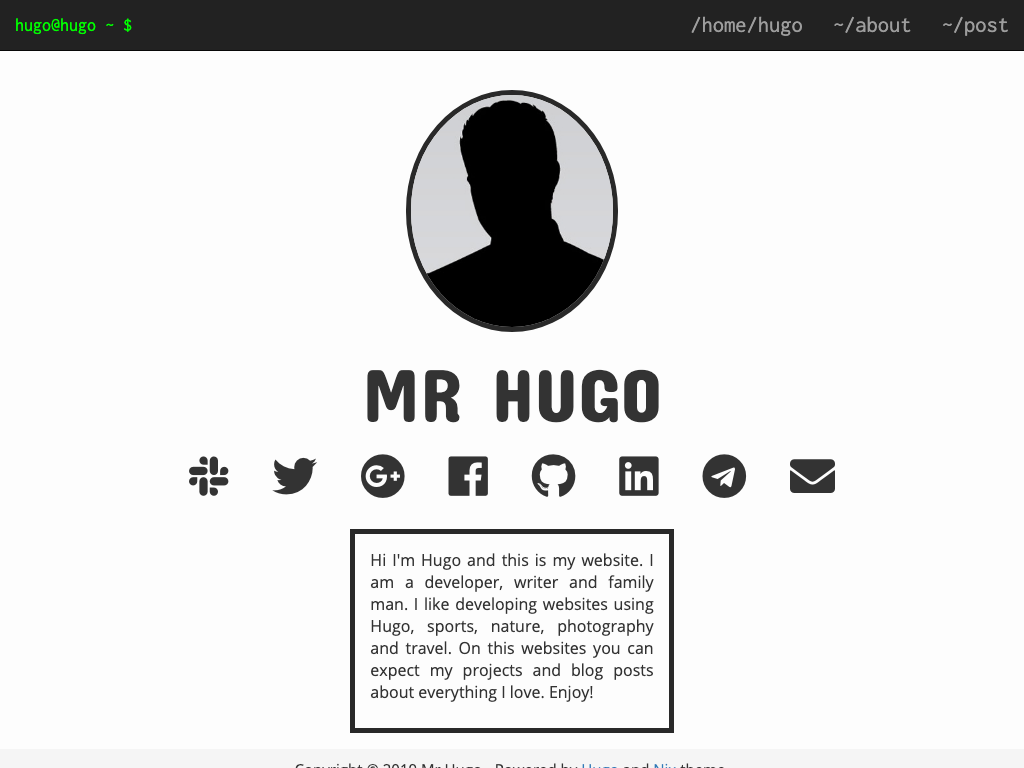 hugo@hugo ~ $
/home/hugo ~/about ~/post
MR HUGO
Hi I'm Hugo and this is my website. I
am a developer, writer and family
man. I like developing websites using
Hugo, sports, nature, photography
and travel. On this websites you can
expect my projects and blog posts
about everything I love. Enjoy!
Copyright © 2019 Mr Hugo - Powered by Hugo and Nix theme.